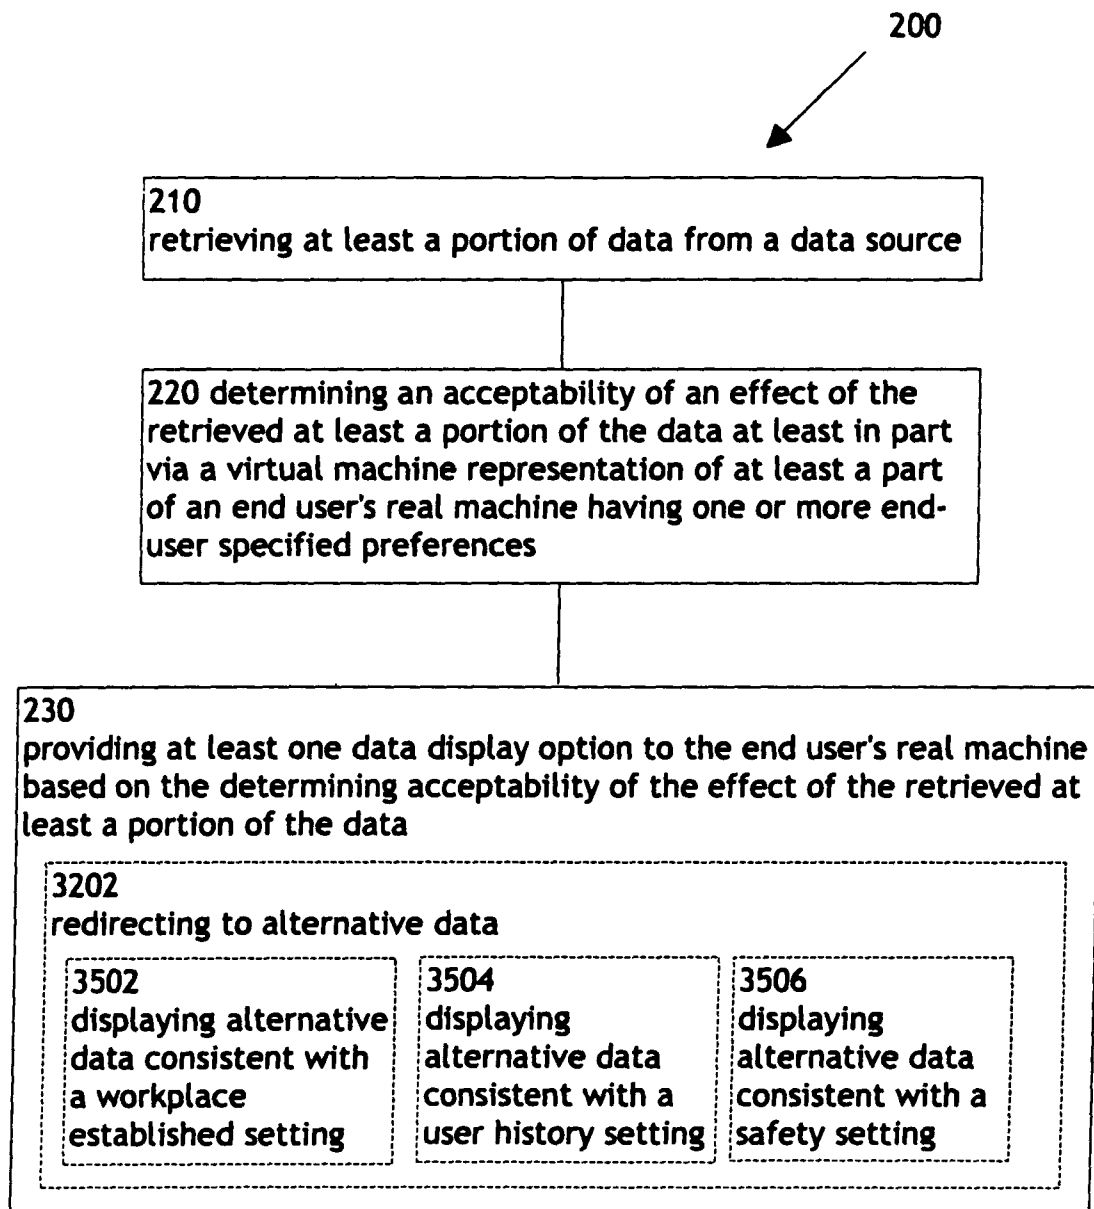 200
210
retrieving at least a portion of data from a data source
220 determining an acceptability of an effect of the
retrieved at least a portion of the data at least in part
via a virtual machine representation of at least a part
of an end user's real machine having one or more end-
user specified preferences
230
providing at least one data display option to the end user's real machine
based on the determining acceptability of the effect of the retrieved at
least a portion of the data
3202
redirecting to alternative data
3502
displaying alternative
data consistent with
a workplace
established setting
3504
displaying
alternative data
consistent with a
user history setting
3506
displaying
alternative data
consistent with a
safety setting